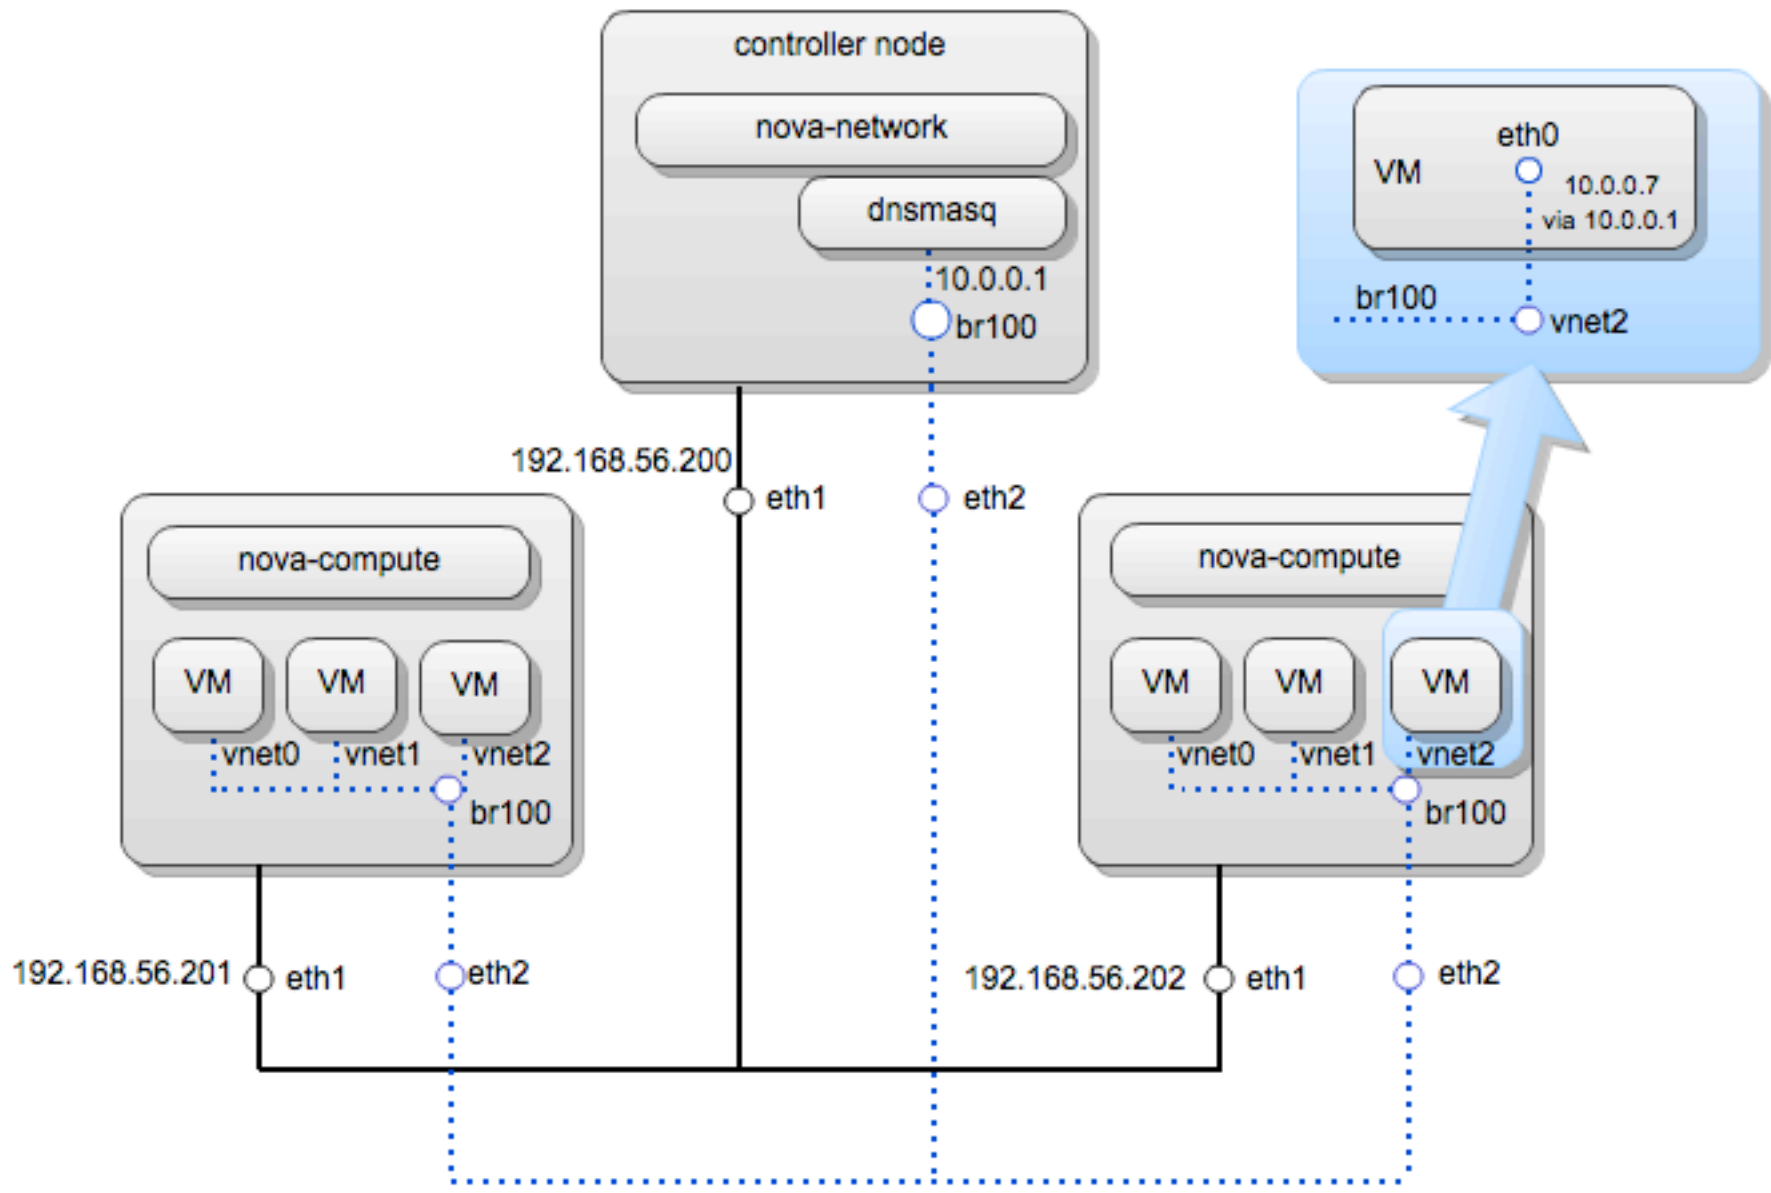 controller node
nova-network
dnsmasq
10.0.0.1
br100
eth0
VM
10.0.0.7
via 10.0.0.1
br100
vnet2
192.168.56.200
eth1
eth2
nova-compute
VM VM VM
vnet0 vnet1 vnet2
br100
192.168.56.201 eth1 eth2
nova-compute
VM VM VM
vnet0 vnet1 vnet2
br100
192.168.56.202 eth1 eth2